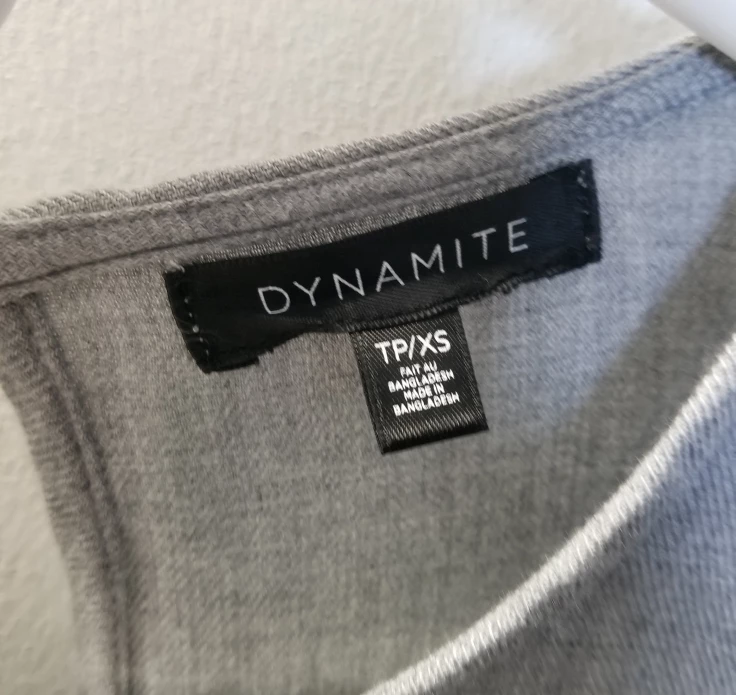 DYNAMITE
TP/XS
FAIT AU
BANGLADESH
MADE IN
BANGLADESH